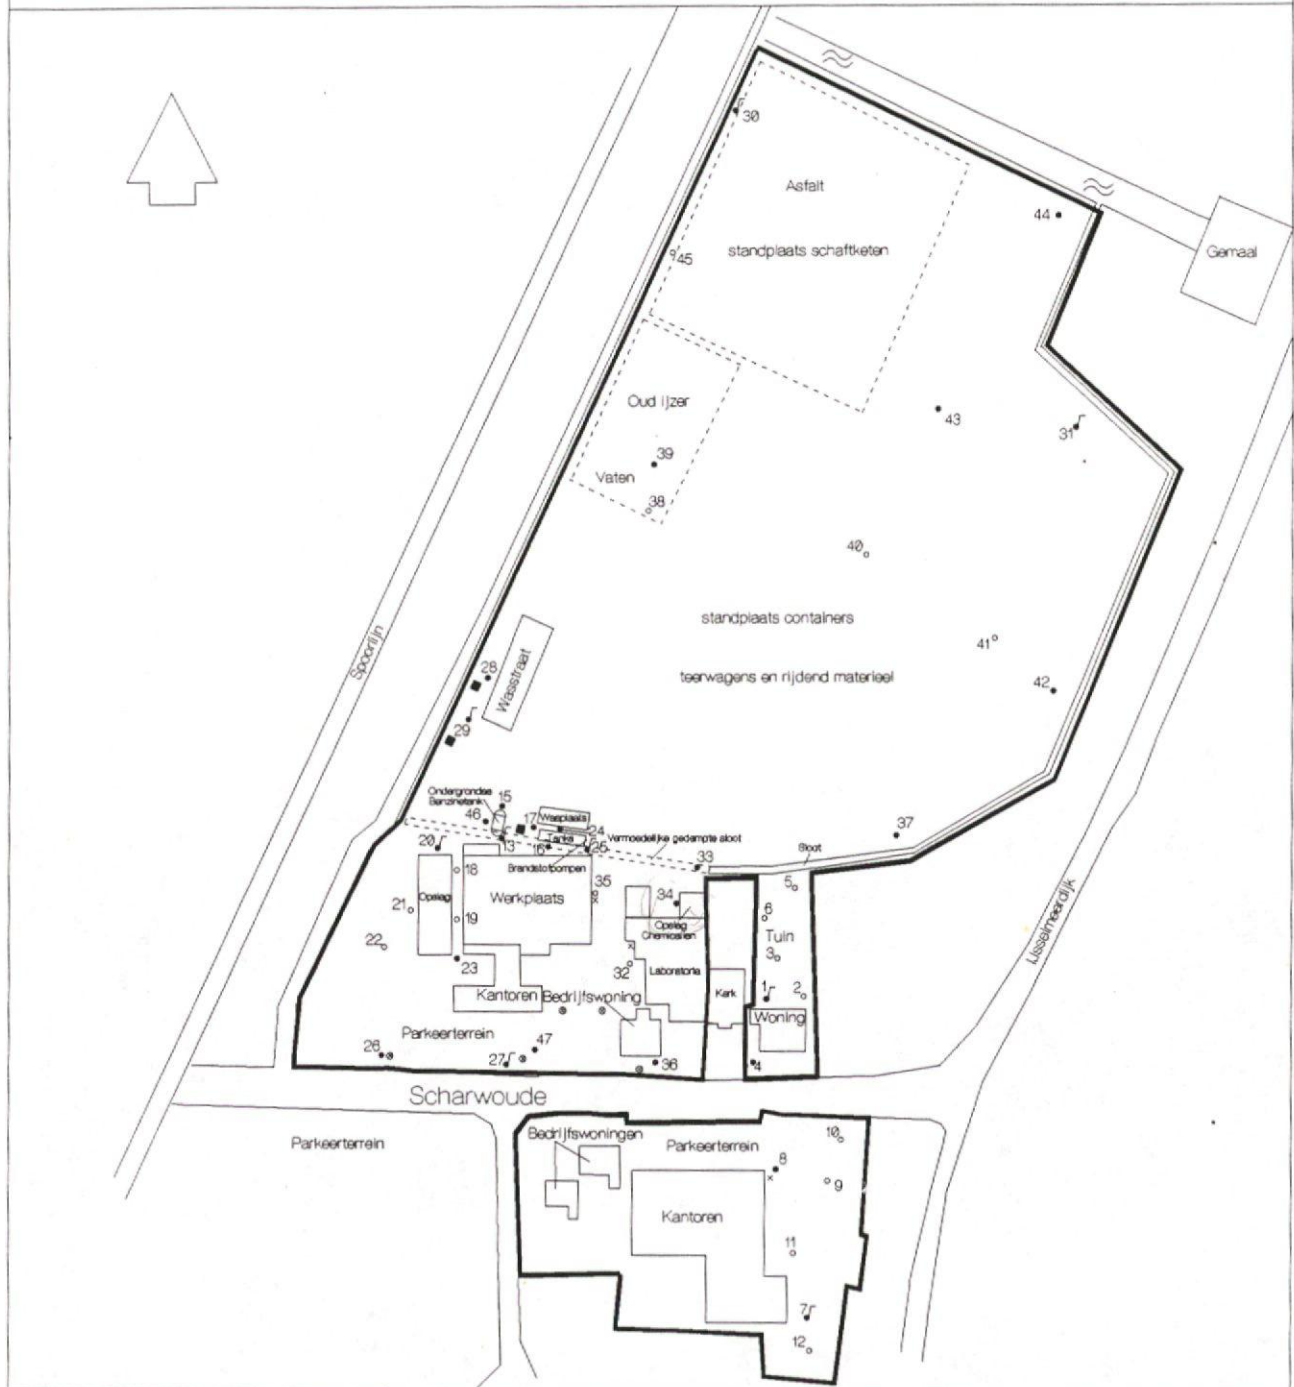 30
Asfalt
44
Gemaal
standplaats schaftketen
45
Oud ijzer
43
31
39
Vaten
38
40
standplaats containers
41
Spoorlijn
teerwagens en rijdend materieel
28
42
Wasstraat
29
Ondergrondse
Benzinetank
15
46
17
Wasplaats
24
37
20
13
Tanks
Vermoedelijke gedempte sloot
16
25
Sloot
Brandstofpompen
33
18
35
5
Opslag
Werkplaats
34
21
19
6
Opslag
Chemicalien
Tuin
22
3
23
32
Laboratoria
IJsselmeerdijk
Kantoren
Bedrijfswoning
Kerk
1
2
Woning
Parkeerterrein
47
26
27
36
4
Scharwoude
Parkeerterrein
Bedrijfswoningen
Parkeerterrein
10
8
9
Kantoren
11
7
12